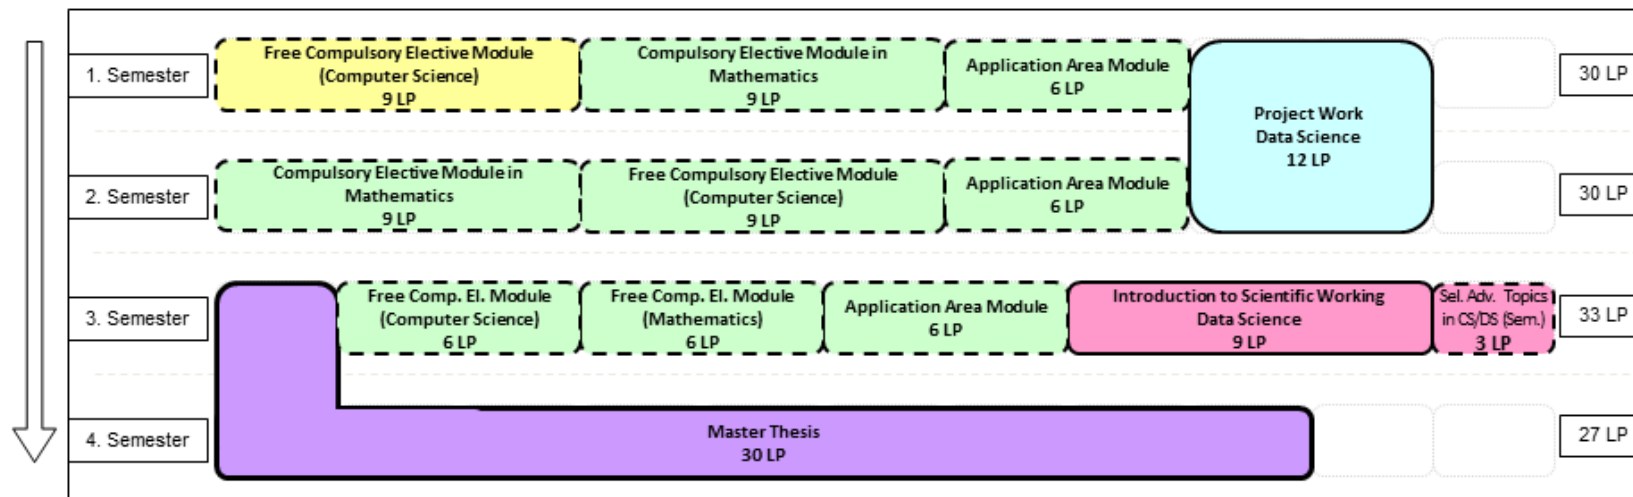 1. Semester
Free Compulsory Elective Module
(Computer Science)
9 LP
Compulsory Elective Module in
Mathematics
9 LP
Application Area Module
6 LP
Project Work
Data Science
12 LP
30 LP
2. Semester
Compulsory Elective Module in
Mathematics
9 LP
Free Compulsory Elective Module
(Computer Science)
9 LP
Application Area Module
6 LP
30 LP
3. Semester
Free Comp. El. Module
(Computer Science)
6 LP
Free Comp. El. Module
(Mathematics)
6 LP
Application Area Module
6 LP
Introduction to Scientific Working
Data Science
9 LP
Sel. Adv. Topics
in CS/DS (Sem.)
3 LP
33 LP
4. Semester
Master Thesis
30 LP
27 LP